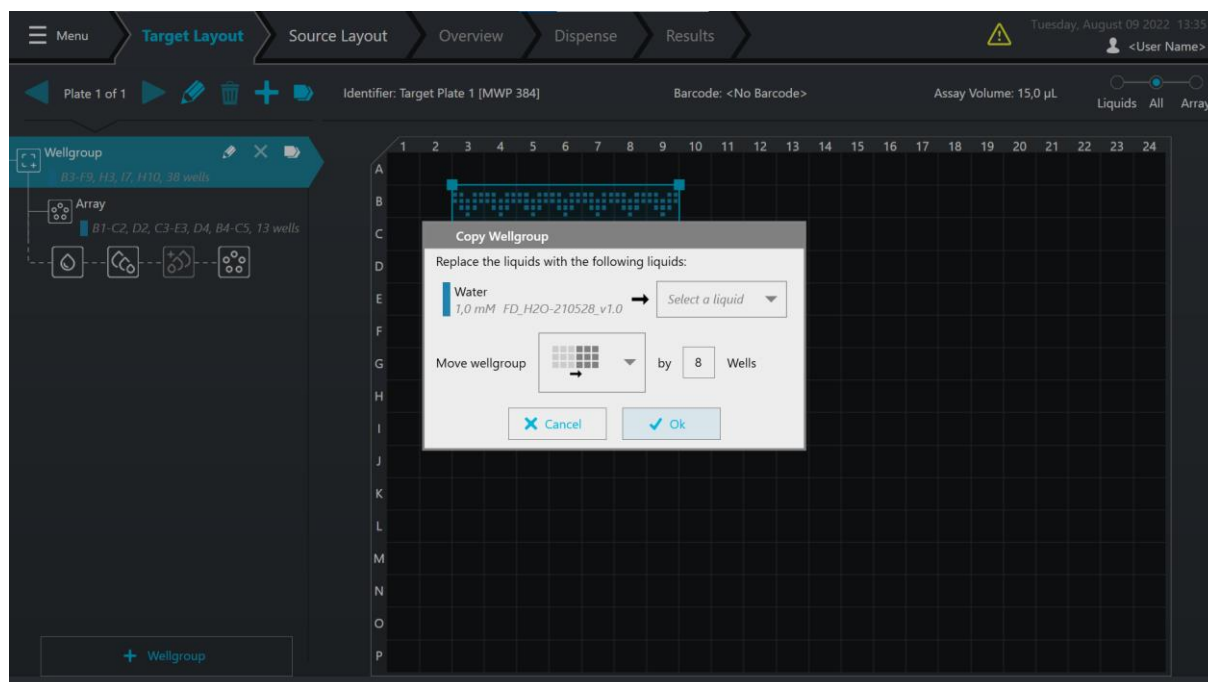 Menu
Target Layout
Source Layout
Overview
Dispense
Results
Tuesday, August 09 2022 13:35
<User Name>
Plate 1 of 1
Identifier: Target Plate 1 [MWP 384]
Barcode: <No Barcode>
Assay Volume: 15,0 µL
Liquids All Array
Wellgroup
B3-F9, H3, I7, H10, 38 wells
Array
B1-C2, D2, C3-E3, D4, B4-C5, 13 wells
1 2 3 4 5 6 7 8 9 10 11 12 13 14 15 16 17 18 19 20 21 22 23 24
A
B
C
D
E
F
G
H
I
J
K
L
M
N
O
P
Copy Wellgroup
Replace the liquids with the following liquids:
Water
1,0 mM FD_H2O-210528_v1.0
Select a liquid
Move wellgroup
by 8 Wells
Cancel
Ok
+ Wellgroup